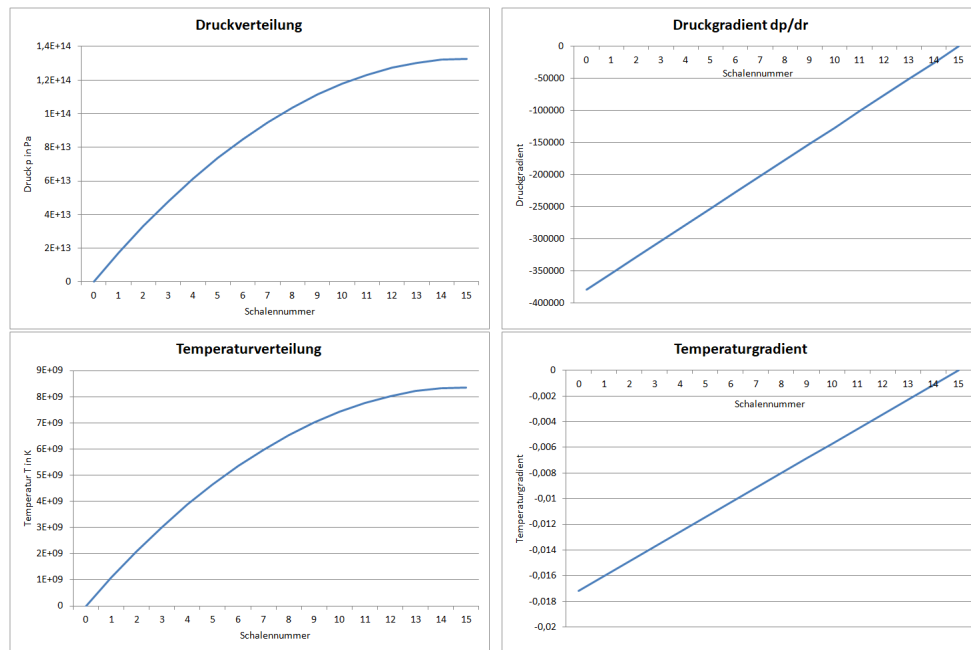 Druckverteilung
Druck p in Pa
1,4E+14
1,2E+14
1E+14
8E+13
6E+13
4E+13
2E+13
0
0 1 2 3 4 5 6 7 8 9 10 11 12 13 14 15
Schalennummer
Druckgradient dp/dr
Druckgradient
0
-50000
-100000
-150000
-200000
-250000
-300000
-350000
-400000
0 1 2 3 4 5 6 7 8 9 10 11 12 13 14 15
Schalennummer
Temperaturverteilung
Temperatur T in K
9E+09
8E+09
7E+09
6E+09
5E+09
4E+09
3E+09
2E+09
1E+09
0
0 1 2 3 4 5 6 7 8 9 10 11 12 13 14 15
Schalennummer
Temperaturgradient
Temperaturgradient
0
-0,002
-0,004
-0,006
-0,008
-0,01
-0,012
-0,014
-0,016
-0,018
-0,02
0 1 2 3 4 5 6 7 8 9 10 11 12 13 14 15
Schalennummer